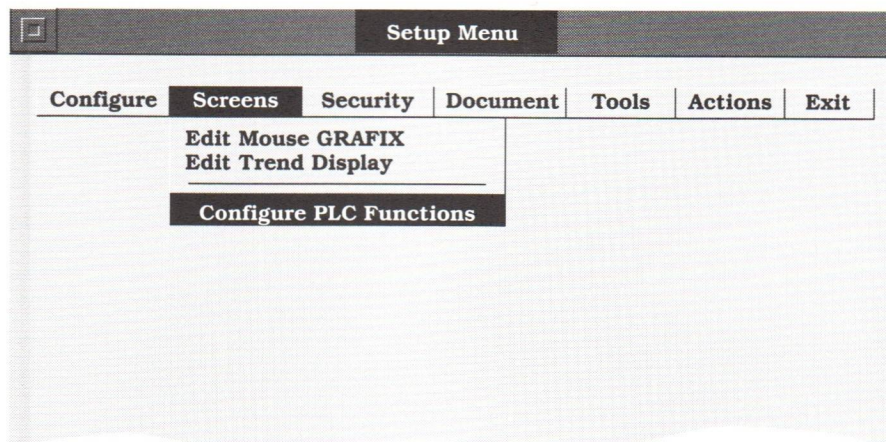 Setup Menu
Configure Screens Security Document Tools Actions Exit
Edit Mouse GRAFIX
Edit Trend Display
Configure PLC Functions